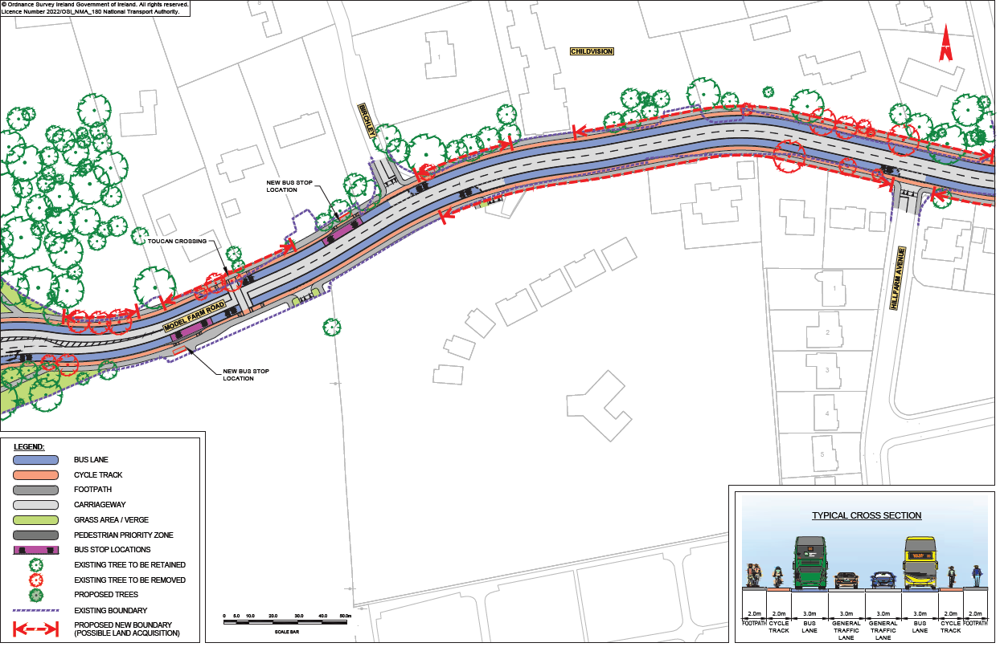 © Ordnance Survey Ireland Government of Ireland. All rights reserved.
Licence Number 2022/OSI_NMA_180 National Transport Authority.
CHILDVISION
1
BIRCHLEY
NEW BUS STOP
LOCATION
TOUCAN CROSSING
MODEL FARM ROAD
HILLFARM AVENUE
NEW BUS STOP
LOCATION
1
2
3
4
5
LEGEND:
BUS LANE
CYCLE TRACK
FOOTPATH
CARRIAGEWAY
GRASS AREA / VERGE
PEDESTRIAN PRIORITY ZONE
BUS STOP LOCATIONS
EXISTING TREE TO BE RETAINED
EXISTING TREE TO BE REMOVED
PROPOSED TREES
EXISTING BOUNDARY
PROPOSED NEW BOUNDARY
(POSSIBLE LAND ACQUISITION)
0 5.0 10.0 20.0 30.0 40.0 50.0m
SCALE BAR
TYPICAL CROSS SECTION
2.0m 2.0m 3.0m 3.0m 3.0m 3.0m 2.0m 2.0m
FOOTPATH CYCLE BUS GENERAL GENERAL BUS CYCLE FOOTPATH
TRACK LANE TRAFFIC TRAFFIC LANE TRACK
LANE LANE